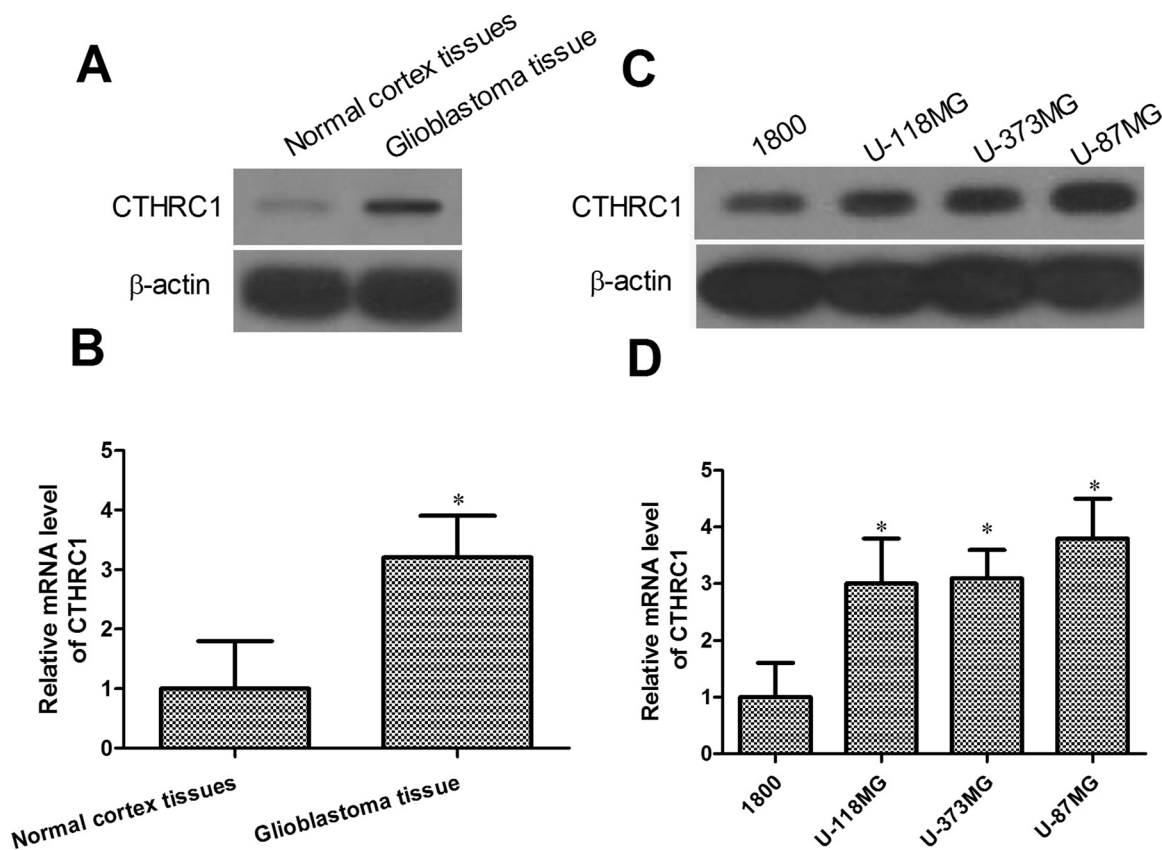 A
Normal cortex tissues
Glioblastoma tissue
CTHRC1
β-actin
C
1800
U-118MG
U-373MG
U-87MG
CTHRC1
β-actin
B
Relative mRNA level
of CTHRC1
5
4
3
2
1
0
*
Normal cortex tissues
Glioblastoma tissue
D
Relative mRNA level
of CTHRC1
5
4
3
2
1
0
*
*
*
1800
U-118MG
U-373MG
U-87MG